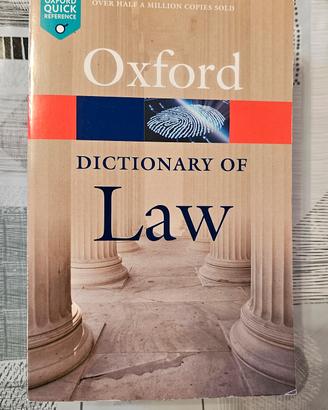 OXFORD
QUICK
REFERENCE
OVER HALF A MILLION COPIES SOLD
Oxford
DICTIONARY OF
Law